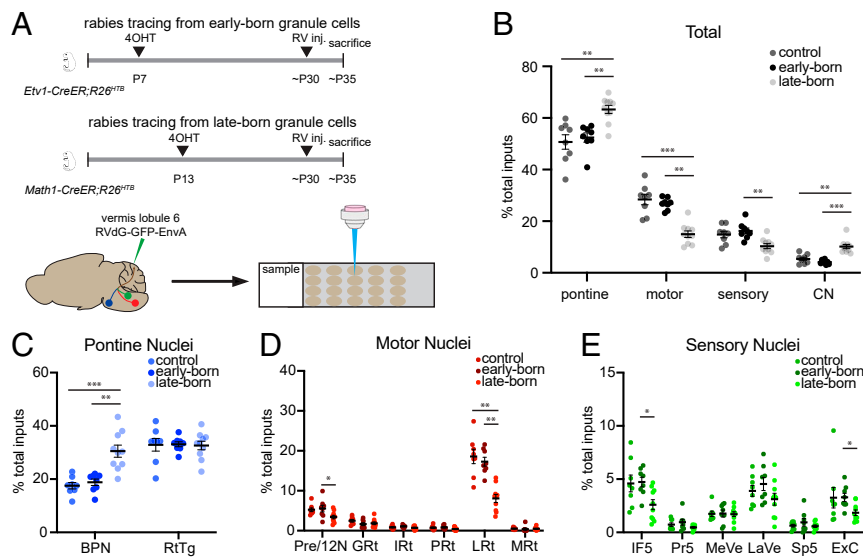 A
rabies tracing from early-born granule cells
4OHT
RV inj.
sacrifice
P7
~P30
~P35
Etv1-CreER;R26HTB
rabies tracing from late-born granule cells
4OHT
RV inj.
sacrifice
P13
~P30
~P35
Math1-CreER;R26HTB
vermis lobule 6
RVdG-GFP-EnvA
sample
B
Total
control
early-born
late-born
** ** *** ** ** ** ***
% total inputs
80
60
40
20
0
pontine motor sensory CN
C
Pontine Nuclei
control
early-born
late-born
*** **
% total inputs
60
40
20
0
BPN RtTg
D
Motor Nuclei
control
early-born
late-born
* ** **
% total inputs
40
30
20
10
0
Pre/12N GRt IRt PRt LRt MRt
E
Sensory Nuclei
control
early-born
late-born
* *
% total inputs
15
10
5
0
IF5 Pr5 MeVe LaVe Sp5 ExC